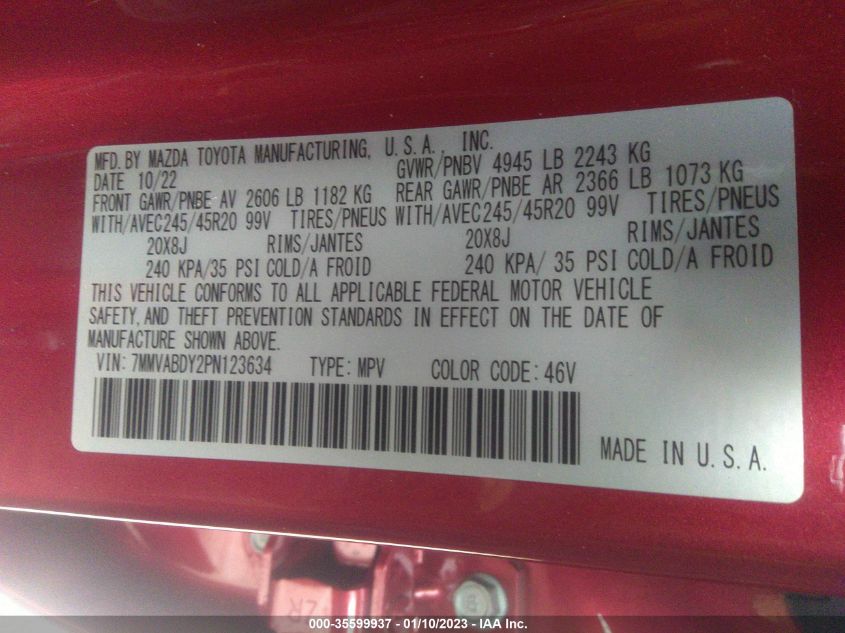 MFD. BY MAZDA TOYOTA MANUFACTURING, U.S.A., INC.
DATE 10/22 GVWR/PNBV 4945 LB 2243 KG
FRONT GAWR/PNBE AV 2606 LB 1182 KG REAR GAWR/PNBE AR 2366 LB 1073 KG
WITH/AVEC245/45R20 99V TIRES/PNEUS WITH/AVEC245/45R20 99V TIRES/PNEUS
20X8J RIMS/JANTES 20X8J RIMS/JANTES
240 KPA/35 PSI COLD/A FROID 240 KPA/ 35 PSI COLD/A FROID
THIS VEHICLE CONFORMS TO ALL APPLICABLE FEDERAL MOTOR VEHICLE
SAFETY, AND THEFT PREVENTION STANDARDS IN EFFECT ON THE DATE OF
MANUFACTURE SHOWN ABOVE.
VIN: 7MMVABDY2PN123634 TYPE: MPV COLOR CODE: 46V
MADE IN U.S.A.
000-35599937 - 01/10/2023 - IAA Inc.